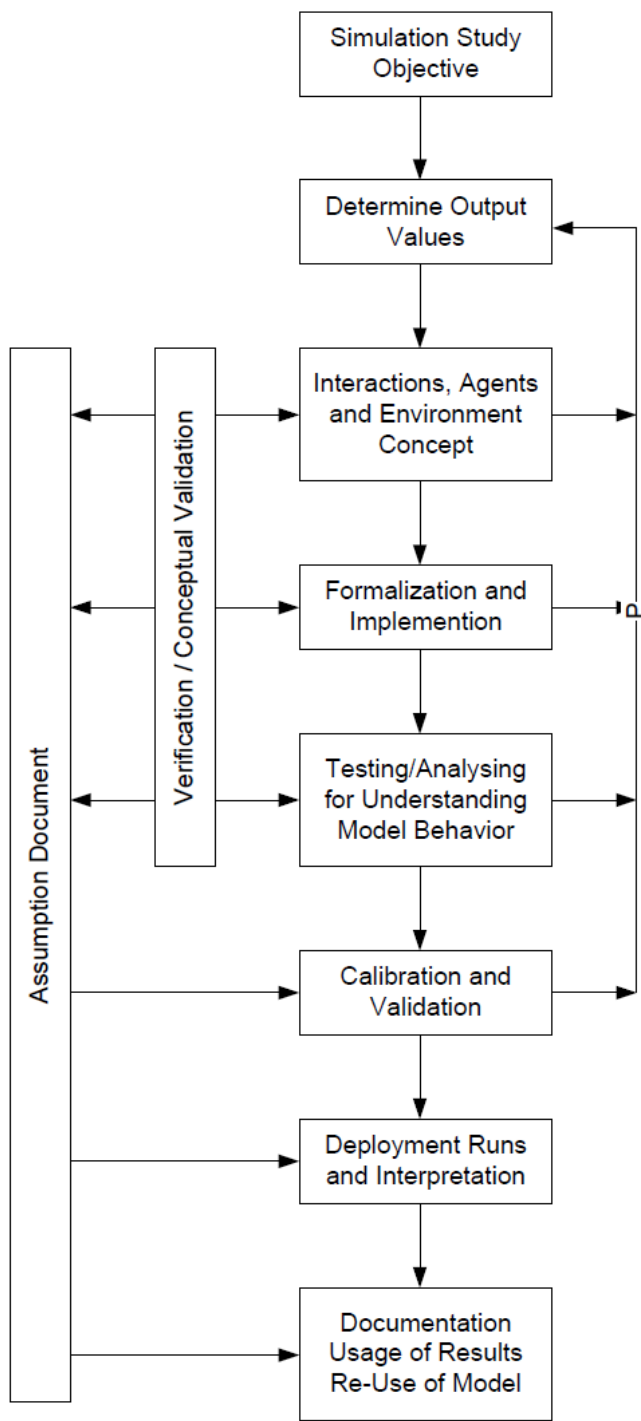 Simulation Study
Objective
Determine Output
Values
Interactions, Agents
and Environment
Concept
Formalization and
Implemention
Testing/Analysing
for Understanding
Model Behavior
Calibration and
Validation
Deployment Runs
and Interpretation
Documentation
Usage of Results
Re-Use of Model
Verification / Conceptual Validation
Assumption Document
P